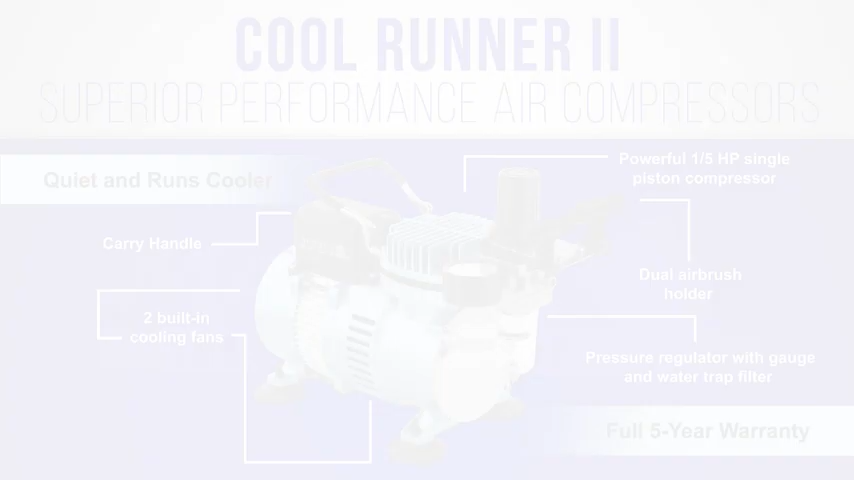 COOL RUNNER II
SUPERIOR PERFORMANCE AIR COMPRESSORS
Quiet and Runs Cooler
Powerful 1/5 HP single
piston compressor
Carry Handle
Dual airbrush
holder
2 built-in
cooling fans
Pressure regulator with gauge
and water trap filter
Full 5-Year Warranty